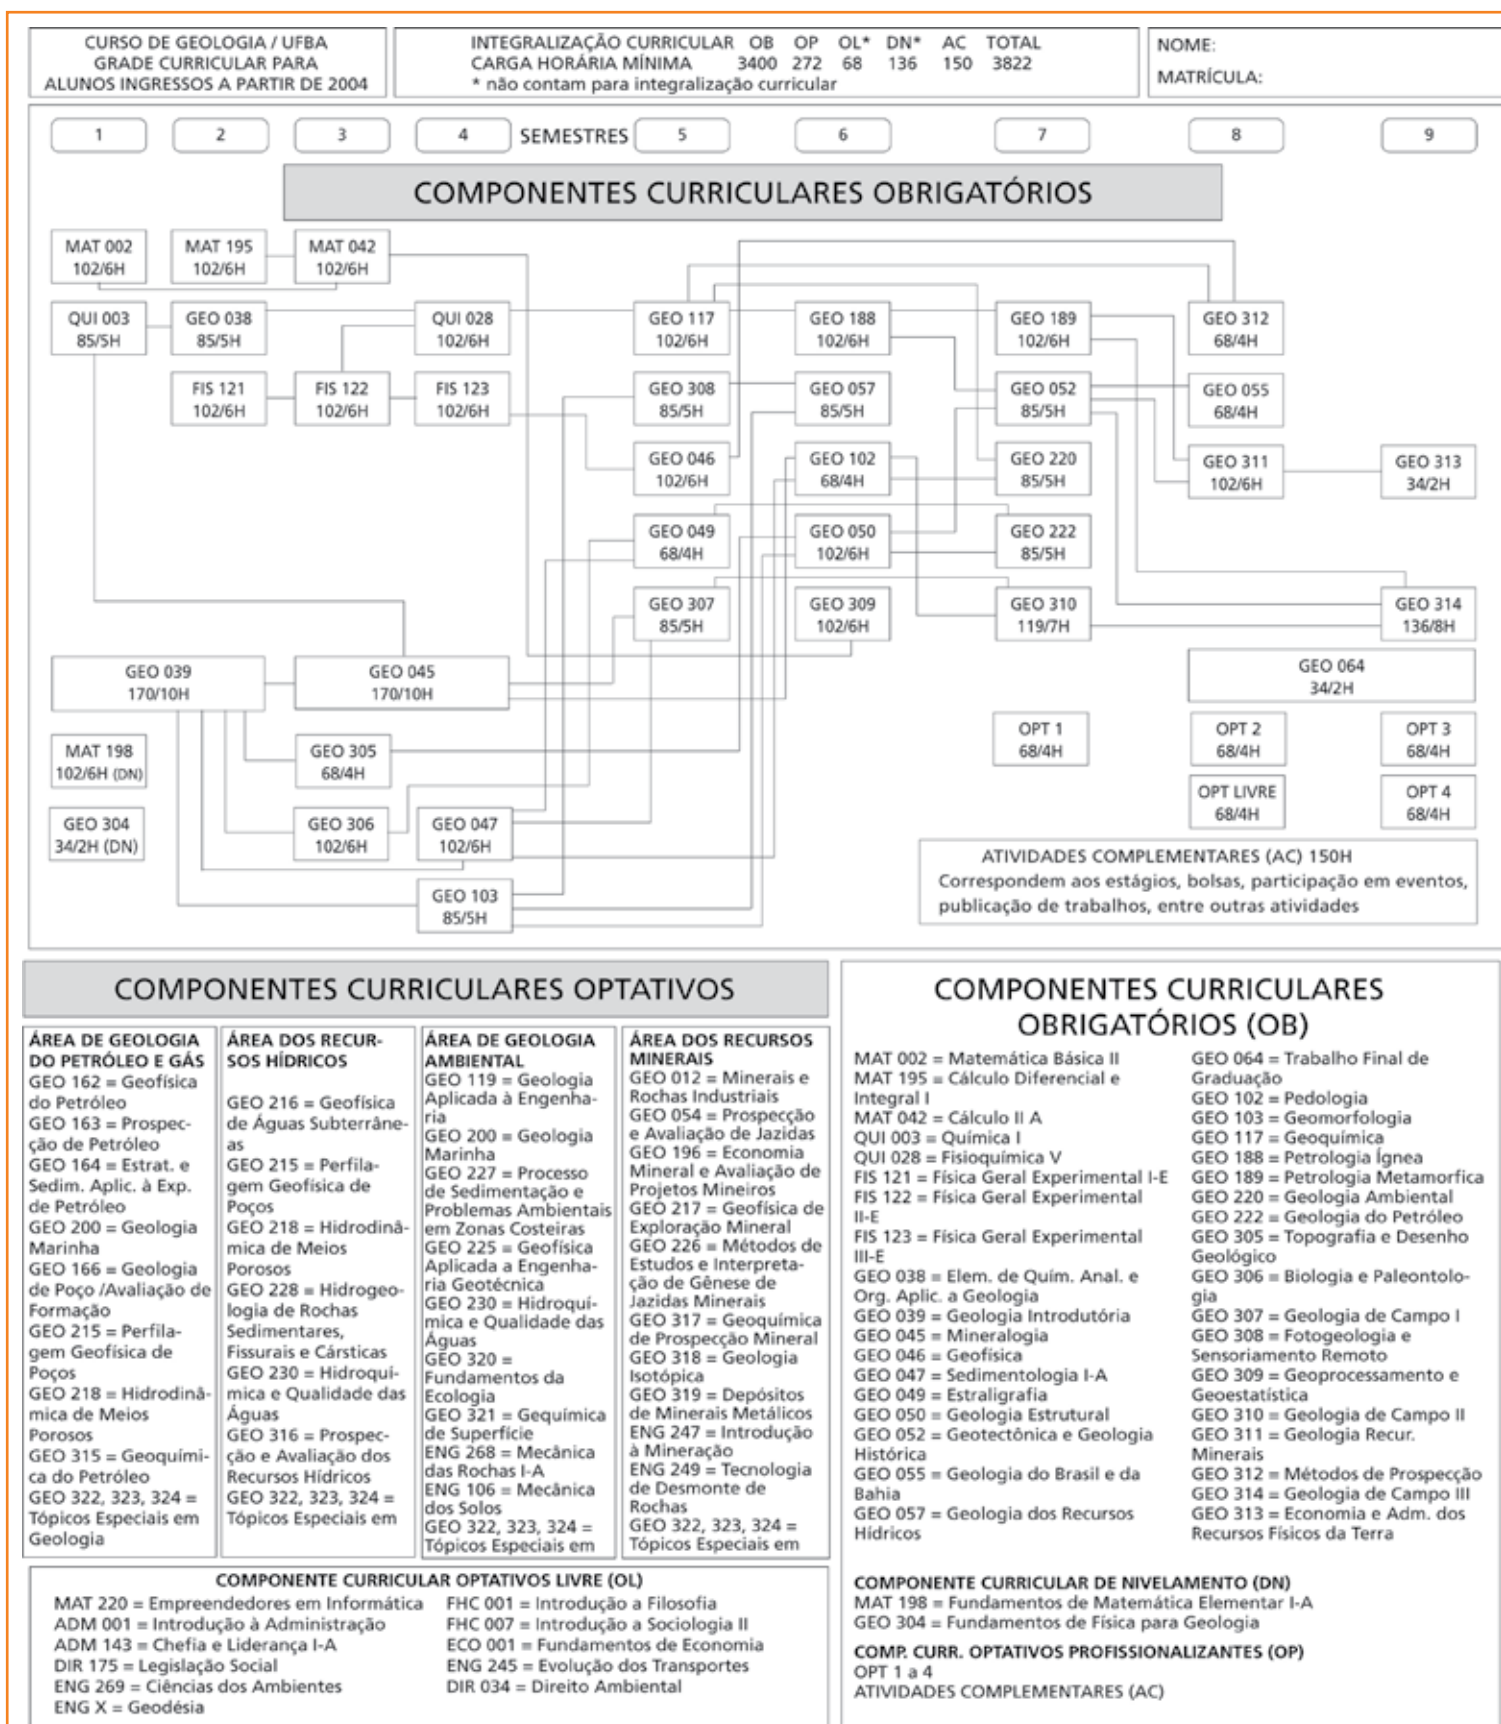 CURSO DE GEOLOGIA / UFBA
GRADE CURRICULAR PARA
ALUNOS INGRESSOS A PARTIR DE 2004
INTEGRALIZAÇÃO CURRICULAR OB OP OL* DN* AC TOTAL
CARGA HORÁRIA MÍNIMA 3400 272 68 136 150 3822
* não contam para integralização curricular
NOME:
MATRÍCULA:
1 2 3 4 SEMESTRES 5 6 7 8 9
COMPONENTES CURRICULARES OBRIGATÓRIOS
MAT 002 MAT 195 MAT 042
102/6H 102/6H 102/6H
QUI 003 GEO 038 QUI 028 GEO 117 GEO 188 GEO 189 GEO 312
85/5H 85/5H 102/6H 102/6H 102/6H 102/6H 68/4H
FIS 121 FIS 122 FIS 123 GEO 308 GEO 057 GEO 052 GEO 055
102/6H 102/6H 102/6H 85/5H 85/5H 85/5H 68/4H
GEO 046 GEO 102 GEO 220 GEO 311 GEO 313
102/6H 68/4H 85/5H 102/6H 34/2H
GEO 049 GEO 050 GEO 222
68/4H 102/6H 85/5H
GEO 307 GEO 309 GEO 310 GEO 314
85/5H 102/6H 119/7H 136/8H
GEO 039 GEO 045 GEO 064
170/10H 170/10H 34/2H
MAT 198 GEO 305 OPT 1 OPT 2 OPT 3
102/6H (DN) 68/4H 68/4H 68/4H 68/4H
OPT LIVRE OPT 4
68/4H 68/4H
GEO 304 GEO 306 GEO 047
34/2H (DN) 102/6H 102/6H
GEO 103
85/5H
ATIVIDADES COMPLEMENTARES (AC) 150H
Correspondem aos estágios, bolsas, participação em eventos,
publicação de trabalhos, entre outras atividades
COMPONENTES CURRICULARES OPTATIVOS
ÁREA DE GEOLOGIA
DO PETRÓLEO E GÁS
GEO 162 = Geofísica
do Petróleo
GEO 163 = Prospec-
ção de Petróleo
GEO 164 = Estrat. e
Sedim. Aplic. à Exp.
de Petróleo
GEO 200 = Geologia
Marinha
GEO 166 = Geologia
de Poço /Avaliação de
Formação
GEO 215 = Perfila-
gem Geofísica de
Poços
GEO 218 = Hidrodinâ-
mica de Meios
Porosos
GEO 315 = Geoquími-
ca do Petróleo
GEO 322, 323, 324 =
Tópicos Especiais em
Geologia
ÁREA DOS RECUR-
SOS HÍDRICOS
GEO 216 = Geofísica
de Águas Subterrâne-
as
GEO 215 = Perfila-
gem Geofísica de
Poços
GEO 218 = Hidrodinâ-
mica de Meios
Porosos
GEO 228 = Hidrogeo-
logia de Rochas
Sedimentares,
Fissurais e Cársticas
GEO 230 = Hidroquí-
mica e Qualidade das
Águas
GEO 316 = Prospec-
ção e Avaliação dos
Recursos Hídricos
GEO 322, 323, 324 =
Tópicos Especiais em
ÁREA DE GEOLOGIA
AMBIENTAL
GEO 119 = Geologia
Aplicada à Engenha-
ria
GEO 200 = Geologia
Marinha
GEO 227 = Processo
de Sedimentação e
Problemas Ambientais
em Zonas Costeiras
GEO 225 = Geofísica
Aplicada a Engenha-
ria Geotécnica
GEO 230 = Hidroquí-
mica e Qualidade das
Águas
GEO 320 =
Fundamentos da
Ecologia
GEO 321 = Gequímica
de Superfície
ENG 268 = Mecânica
das Rochas I-A
ENG 106 = Mecânica
dos Solos
GEO 322, 323, 324 =
Tópicos Especiais em
ÁREA DOS RECURSOS
MINERAIS
GEO 012 = Minerais e
Rochas Industriais
GEO 054 = Prospecção
e Avaliação de Jazidas
GEO 196 = Economia
Mineral e Avaliação de
Projetos Mineiros
GEO 217 = Geofísica de
Exploração Mineral
GEO 226 = Métodos de
Estudos e Interpreta-
ção de Gênese de
Jazidas Minerais
GEO 317 = Geoquímica
de Prospecção Mineral
GEO 318 = Geologia
Isotópica
GEO 319 = Depósitos
de Minerais Metálicos
ENG 247 = Introdução
à Mineração
ENG 249 = Tecnologia
de Desmonte de
Rochas
GEO 322, 323, 324 =
Tópicos Especiais em
COMPONENTE CURRICULAR OPTATIVOS LIVRE (OL)
MAT 220 = Empreendedores em Informática
ADM 001 = Introdução à Administração
ADM 143 = Chefia e Liderança I-A
DIR 175 = Legislação Social
ENG 269 = Ciências dos Ambientes
ENG X = Geodésia
FHC 001 = Introdução a Filosofia
FHC 007 = Introdução a Sociologia II
ECO 001 = Fundamentos de Economia
ENG 245 = Evolução dos Transportes
DIR 034 = Direito Ambiental
COMPONENTES CURRICULARES
OBRIGATÓRIOS (OB)
MAT 002 = Matemática Básica II
MAT 195 = Cálculo Diferencial e
Integral I
MAT 042 = Cálculo II A
QUI 003 = Química I
QUI 028 = Fisioquímica V
FIS 121 = Física Geral Experimental I-E
FIS 122 = Física Geral Experimental
II-E
FIS 123 = Física Geral Experimental
III-E
GEO 038 = Elem. de Quím. Anal. e
Org. Aplic. a Geologia
GEO 039 = Geologia Introdutória
GEO 045 = Mineralogia
GEO 046 = Geofísica
GEO 047 = Sedimentologia I-A
GEO 049 = Estraligrafia
GEO 050 = Geologia Estrutural
GEO 052 = Geotectônica e Geologia
Histórica
GEO 055 = Geologia do Brasil e da
Bahia
GEO 057 = Geologia dos Recursos
Hídricos
GEO 064 = Trabalho Final de
Graduação
GEO 102 = Pedologia
GEO 103 = Geomorfologia
GEO 117 = Geoquímica
GEO 188 = Petrologia Ígnea
GEO 189 = Petrologia Metamorfica
GEO 220 = Geologia Ambiental
GEO 222 = Geologia do Petróleo
GEO 305 = Topografia e Desenho
Geológico
GEO 306 = Biologia e Paleontolo-
gia
GEO 307 = Geologia de Campo I
GEO 308 = Fotogeologia e
Sensoriamento Remoto
GEO 309 = Geoprocessamento e
Geoestatística
GEO 310 = Geologia de Campo II
GEO 311 = Geologia Recur.
Minerais
GEO 312 = Métodos de Prospecção
GEO 314 = Geologia de Campo III
GEO 313 = Economia e Adm. dos
Recursos Físicos da Terra
COMPONENTE CURRICULAR DE NIVELAMENTO (DN)
MAT 198 = Fundamentos de Matemática Elementar I-A
GEO 304 = Fundamentos de Física para Geologia
COMP. CURR. OPTATIVOS PROFISSIONALIZANTES (OP)
OPT 1 a 4
ATIVIDADES COMPLEMENTARES (AC)